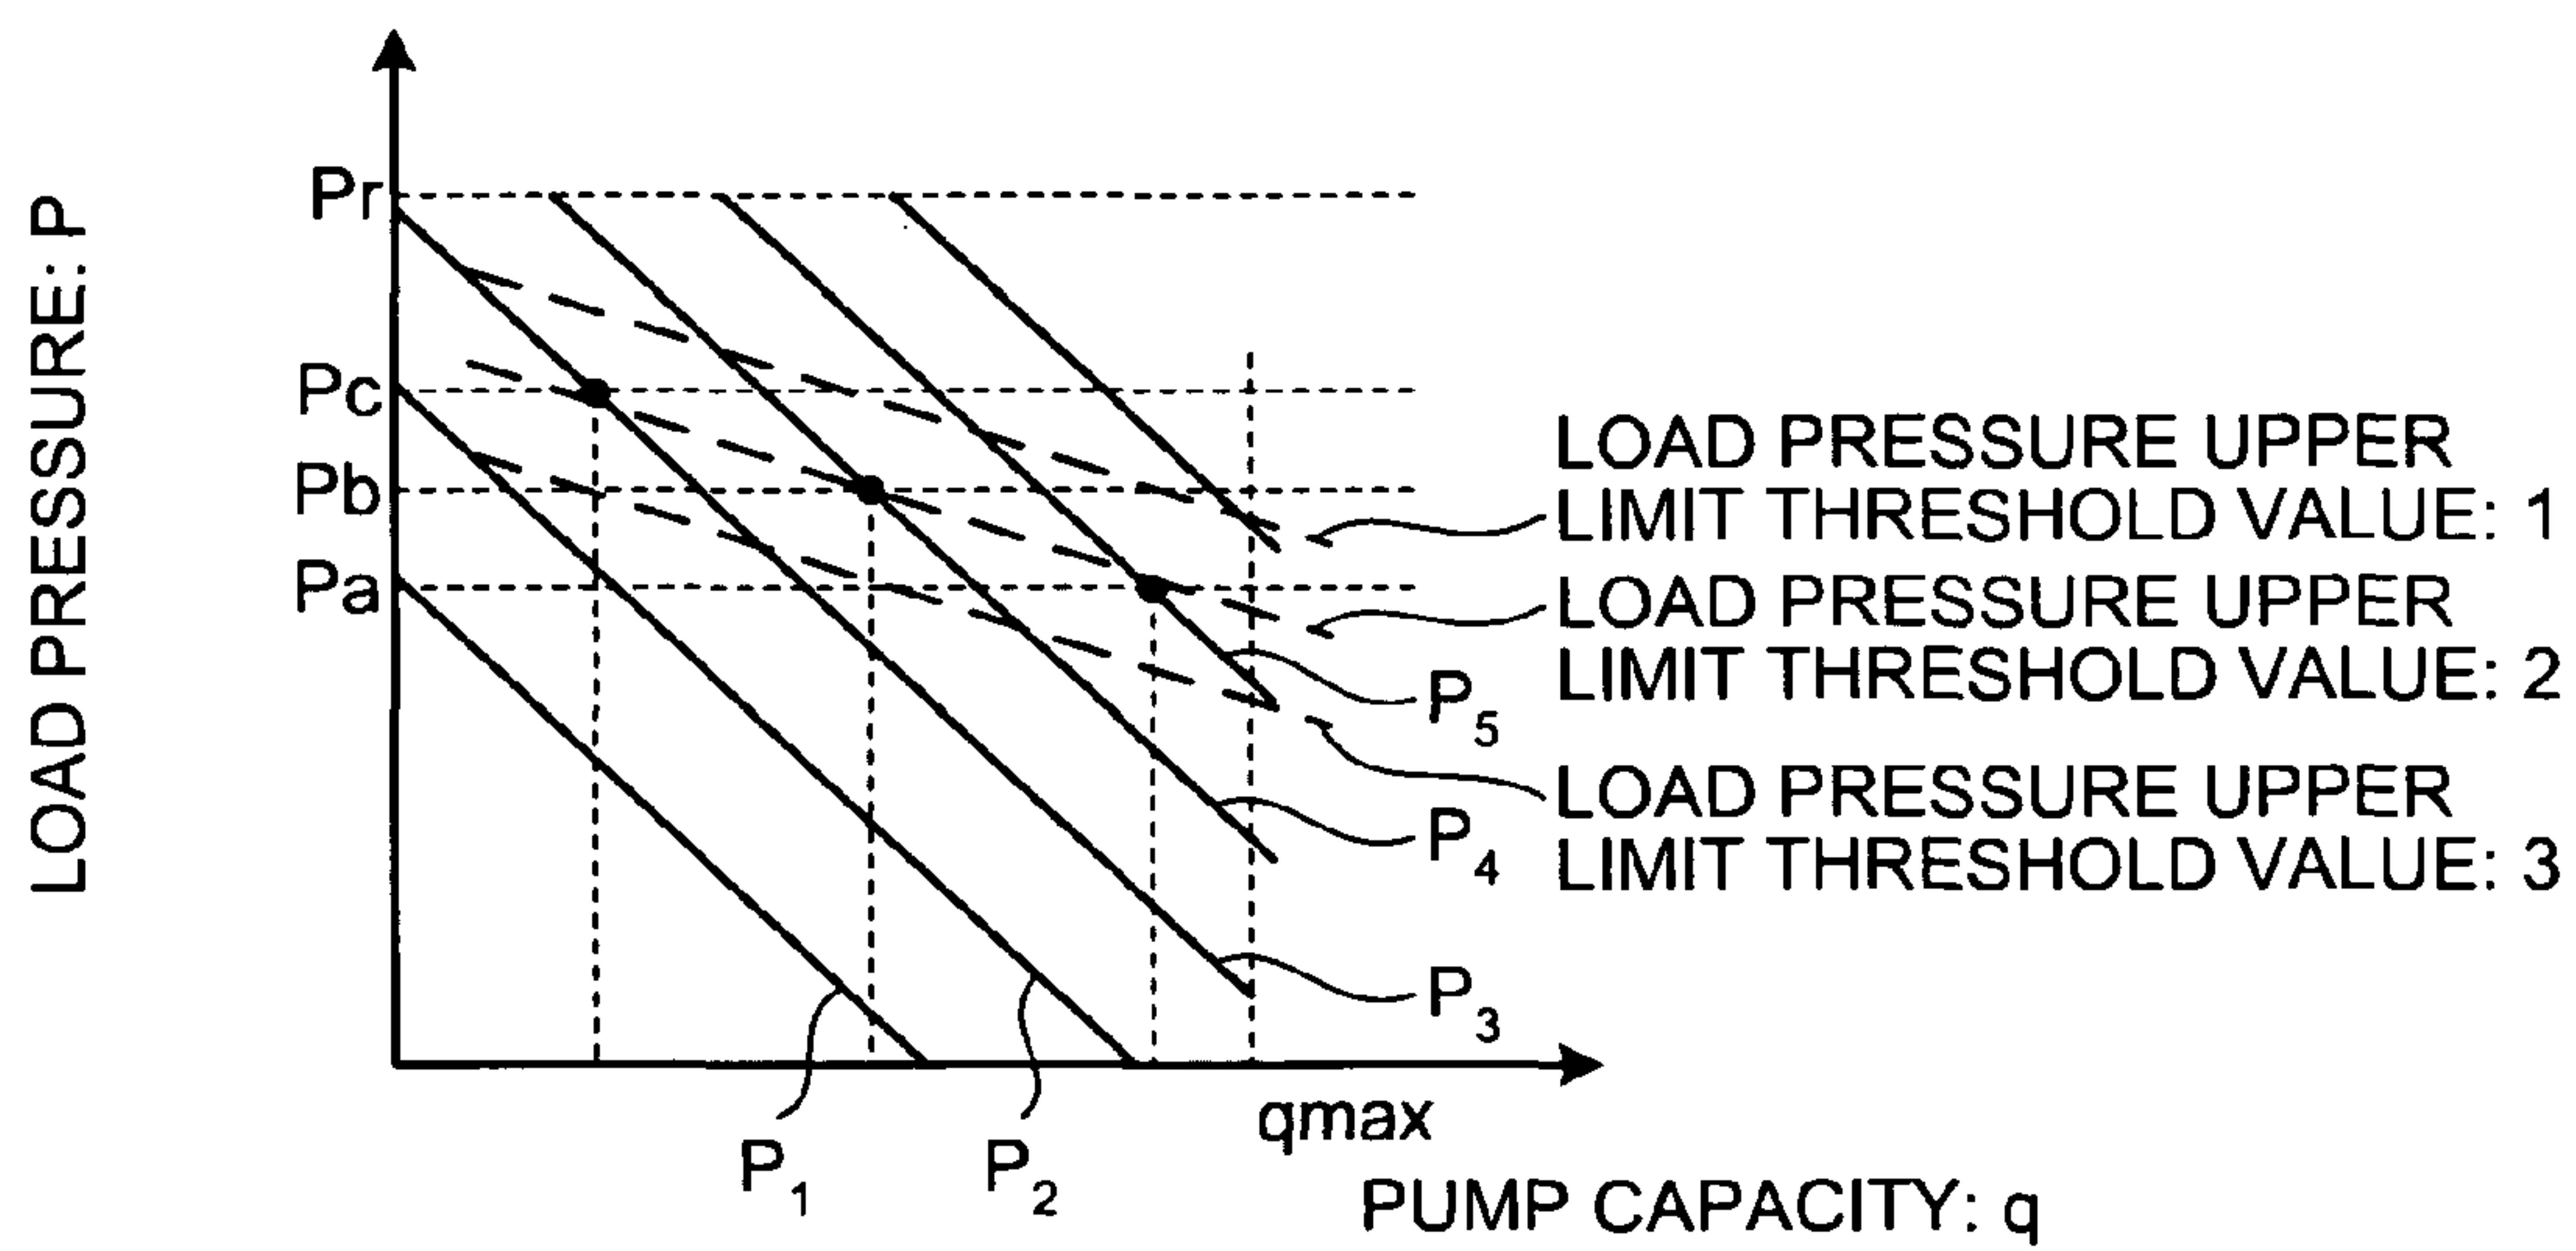 LOAD PRESSURE: P
Pr
Pc
Pb
Pa
LOAD PRESSURE UPPER
LIMIT THRESHOLD VALUE: 1
LOAD PRESSURE UPPER
LIMIT THRESHOLD VALUE: 2
P5
LOAD PRESSURE UPPER
LIMIT THRESHOLD VALUE: 3
P4
P3
qmax
P1
P2
PUMP CAPACITY: q